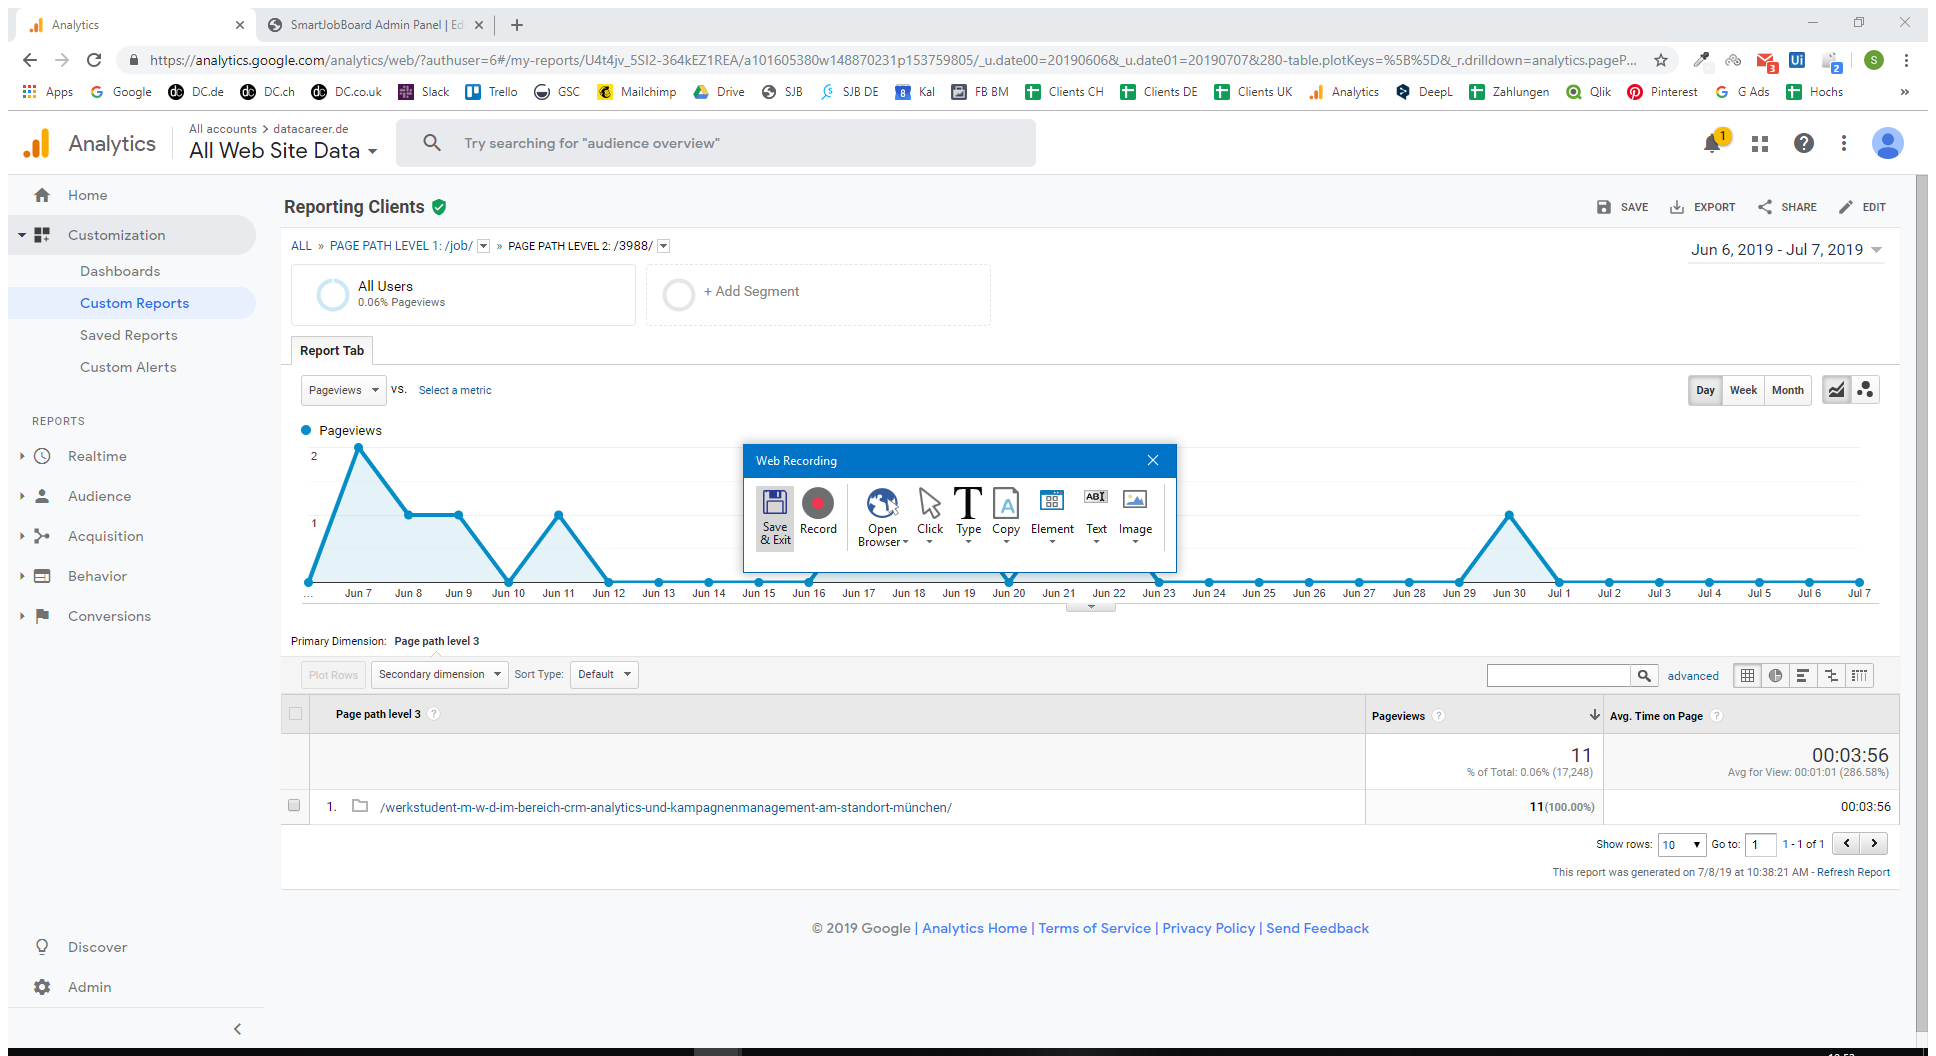 Analytics
SmartJobBoard Admin Panel | Ed
https://analytics.google.com/analytics/web/?authuser=6#/my-reports/U4t4jv_5SI2-364kEZ1REA/a101605380w148870231p153759805/_u.date00=20190606&_u.date01=20190707&280-table.plotKeys=%5B%5D&_r.drilldown=analytics.pageP...
3
Ui
2
S
Apps Google DC.de DC.ch DC.co.uk Slack Trello GSC Mailchimp Drive SJB SJB DE 8 Kal FB BM Clients CH Clients DE Clients UK Analytics DeepL Zahlungen Qlik Pinterest G Ads Hochs »
Analytics
All accounts > datacareer.de
All Web Site Data
Try searching for "audience overview"
1
Home
Customization
Dashboards
Custom Reports
Saved Reports
Custom Alerts
REPORTS
Realtime
Audience
Acquisition
Behavior
Conversions
Discover
Admin
Reporting Clients
SAVE EXPORT SHARE EDIT
ALL » PAGE PATH LEVEL 1: /job/ » PAGE PATH LEVEL 2: /3988/
Jun 6, 2019 - Jul 7, 2019
All Users
0.06% Pageviews
+ Add Segment
Report Tab
Pageviews VS. Select a metric
Day Week Month
Pageviews
2
1
Web Recording
Save & Exit
Record
Open Browser
Click
Type
Copy
Element
ABI
Text
Image
... Jun 7 Jun 8 Jun 9 Jun 10 Jun 11 Jun 12 Jun 13 Jun 14 Jun 15 Jun 16 Jun 17 Jun 18 Jun 19 Jun 20 Jun 21 Jun 22 Jun 23 Jun 24 Jun 25 Jun 26 Jun 27 Jun 28 Jun 29 Jun 30 Jul 1 Jul 2 Jul 3 Jul 4 Jul 5 Jul 6 Jul 7
Primary Dimension: Page path level 3
Plot Rows Secondary dimension Sort Type: Default
advanced
Page path level 3 ? Pageviews ? Avg. Time on Page ?
11
% of Total: 0.06% (17,248)
00:03:56
Avg for View: 00:01:01 (286.58%)
1. /werkstudent-m-w-d-im-bereich-crm-analytics-und-kampagnenmanagement-am-standort-münchen/ 11(100.00%) 00:03:56
Show rows: 10 Go to: 1 1 - 1 of 1
This report was generated on 7/8/19 at 10:38:21 AM - Refresh Report
© 2019 Google | Analytics Home | Terms of Service | Privacy Policy | Send Feedback